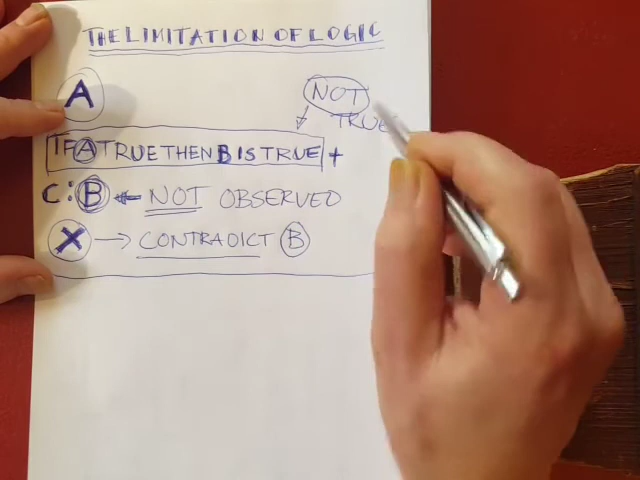 THE LIMITATION OF LOGIC
A
NOT
TRUE
IF A TRUE THEN B IS TRUE +
C: B ← NOT OBSERVED
X → CONTRADICT B